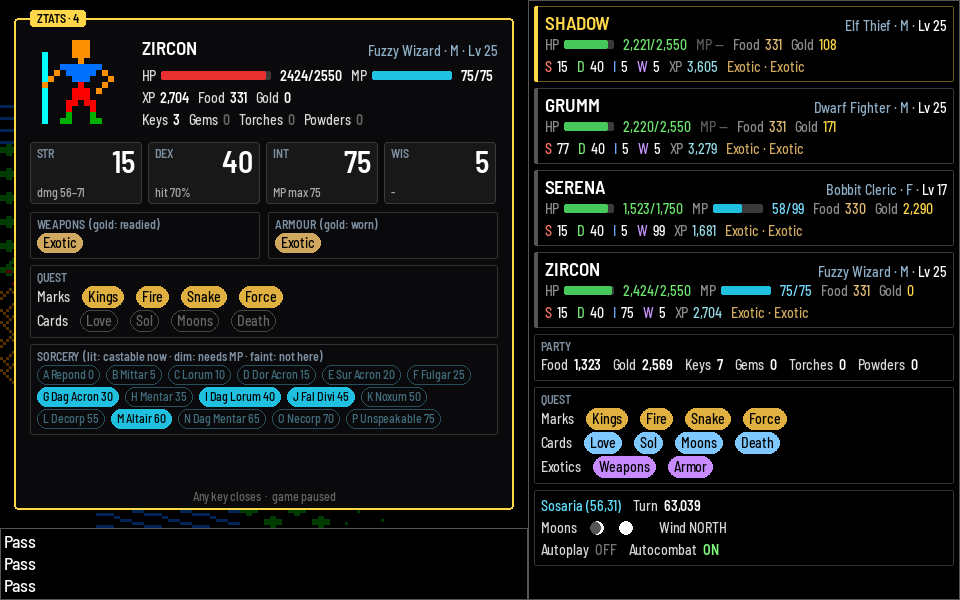 ZTATS · 4
ZIRCON Fuzzy Wizard · M · Lv 25
HP 2424/2550 MP 75/75
XP 2,704 Food 331 Gold 0
Keys 3 Gems 0 Torches 0 Powders 0
STR 15 DEX 40 INT 75 WIS 5
dmg 56–71 hit 70% MP max 75 –
WEAPONS (gold: readied) ARMOUR (gold: worn)
Exotic Exotic
QUEST
Marks Kings Fire Snake Force
Cards Love Sol Moons Death
SORCERY (lit: castable now · dim: needs MP · faint: not here)
A Repond 0 B Mittar 5 C Lorum 10 D Dor Acron 15 E Sur Acron 20 F Fulgar 25
G Dag Acron 30 H Mentar 35 I Dag Lorum 40 J Fal Divi 45 K Noxum 50
L Decorp 55 M Altair 60 N Dag Mentar 65 O Necorp 70 P Unspeakable 75
Any key closes · game paused
Pass
Pass
Pass
SHADOW Elf Thief · M · Lv 25
HP 2,221/2,550 MP – Food 331 Gold 108
S 15 D 40 I 5 W 5 XP 3,605 Exotic · Exotic
GRUMM Dwarf Fighter · M · Lv 25
HP 2,220/2,550 MP – Food 331 Gold 171
S 77 D 40 I 5 W 5 XP 3,279 Exotic · Exotic
SERENA Bobbit Cleric · F · Lv 17
HP 1,523/1,750 MP 58/99 Food 330 Gold 2,290
S 15 D 40 I 5 W 99 XP 1,681 Exotic · Exotic
ZIRCON Fuzzy Wizard · M · Lv 25
HP 2,424/2,550 MP 75/75 Food 331 Gold 0
S 15 D 40 I 75 W 5 XP 2,704 Exotic · Exotic
PARTY
Food 1,323 Gold 2,569 Keys 7 Gems 0 Torches 0 Powders 0
QUEST
Marks Kings Fire Snake Force
Cards Love Sol Moons Death
Exotics Weapons Armor
Sosaria (56,31) Turn 63,039
Moons Wind NORTH
Autoplay OFF Autocombat ON